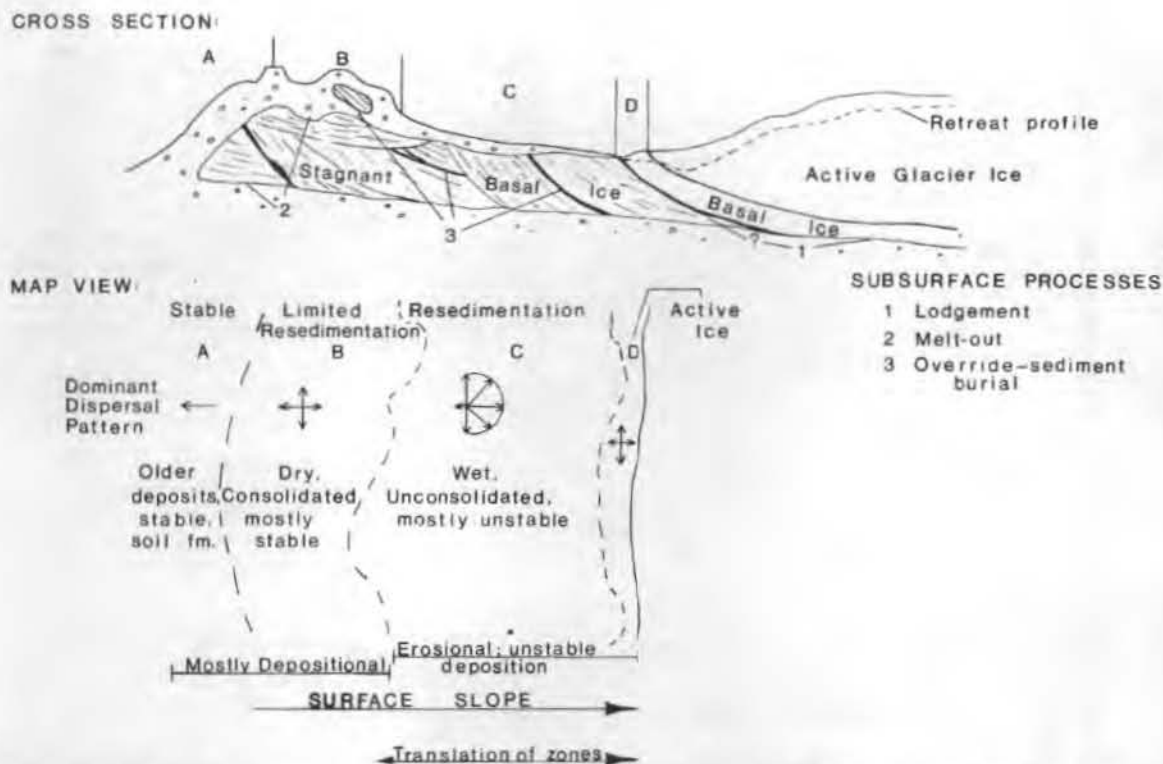 CROSS SECTION:
A
B
C
D
Retreat profile
Active Glacier Ice
Stagnant
Basal
Ice
Basal
Ice
2
3
? 1
MAP VIEW:
Stable
Limited
Resedimentation
Resedimentation
Active
Ice
A
B
C
D
SUBSURFACE PROCESSES
1 Lodgement
2 Melt-out
3 Override-sediment
burial
Dominant
Dispersal
Pattern
Older
deposits,
stable,
soil fm.
Dry,
Consolidated,
mostly
stable
Wet,
Unconsolidated,
mostly unstable
Mostly Depositional
Erosional; unstable
deposition
SURFACE SLOPE
Translation of zones